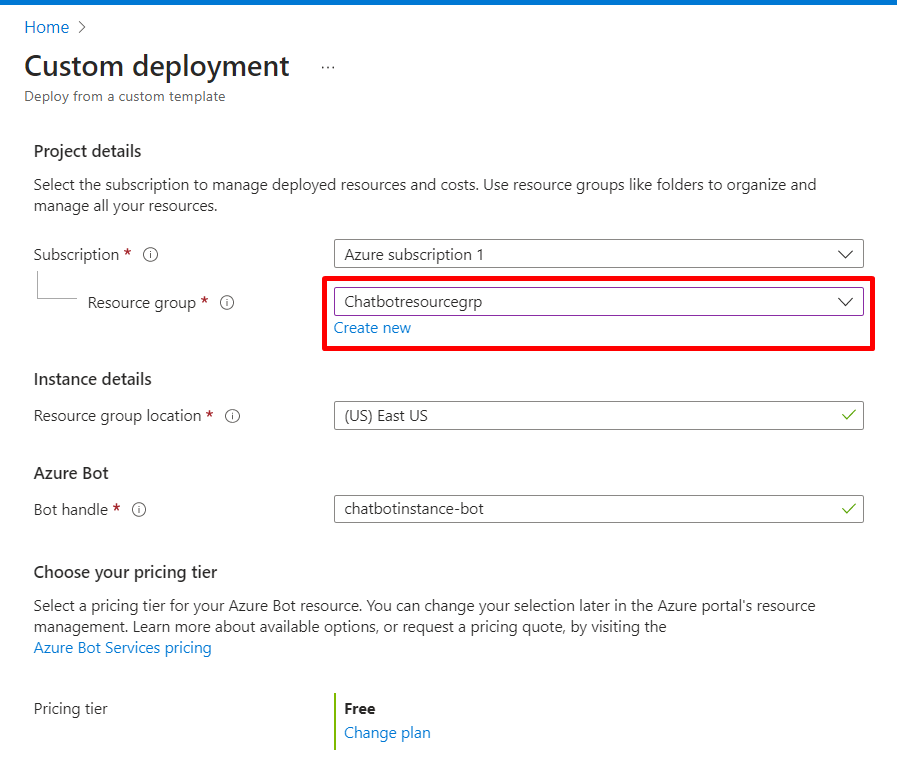 Home >
Custom deployment ...
Deploy from a custom template
Project details
Select the subscription to manage deployed resources and costs. Use resource groups like folders to organize and
manage all your resources.
Subscription * Azure subscription 1
Resource group * Chatbotresourcegrp
Create new
Instance details
Resource group location * (US) East US
Azure Bot
Bot handle * chatbotinstance-bot
Choose your pricing tier
Select a pricing tier for your Azure Bot resource. You can change your selection later in the Azure portal's resource
management. Learn more about available options, or request a pricing quote, by visiting the
Azure Bot Services pricing
Pricing tier Free
Change plan